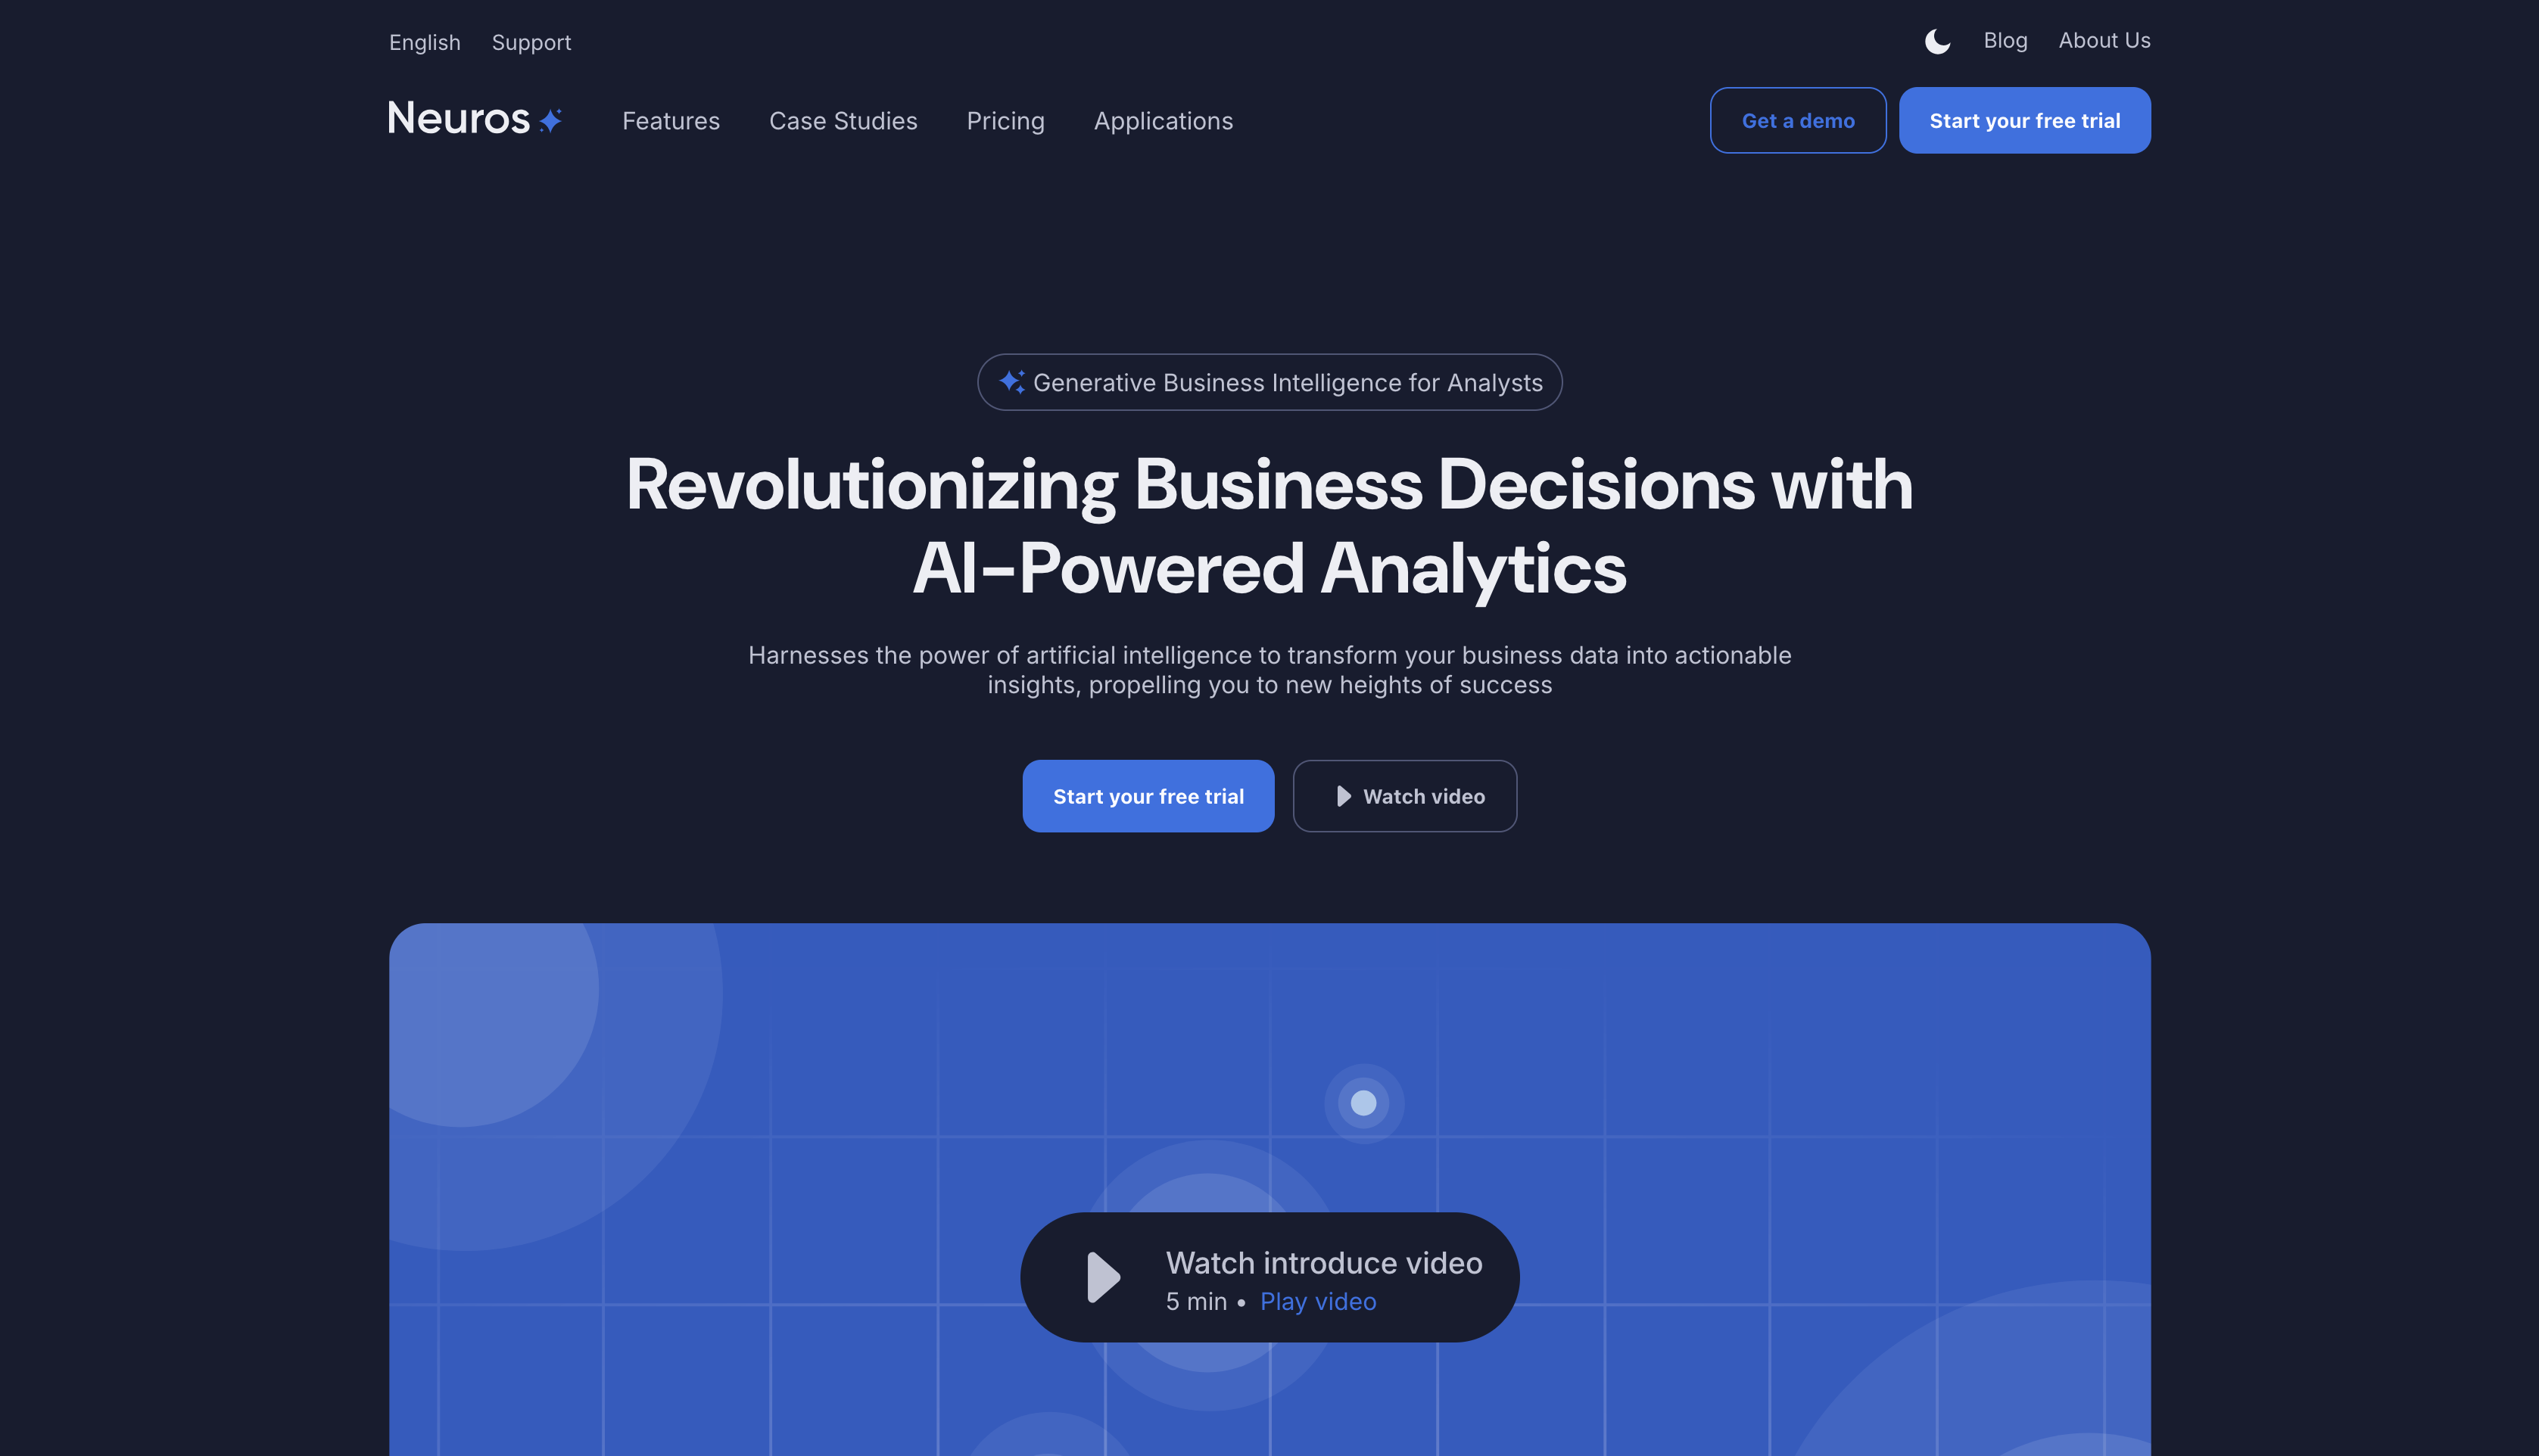 English Support
Blog About Us
Neuros Features Case Studies Pricing Applications
Get a demo Start your free trial
Generative Business Intelligence for Analysts
Revolutionizing Business Decisions with
AI-Powered Analytics
Harnesses the power of artificial intelligence to transform your business data into actionable
insights, propelling you to new heights of success
Start your free trial Watch video
Watch introduce video
5 min • Play video